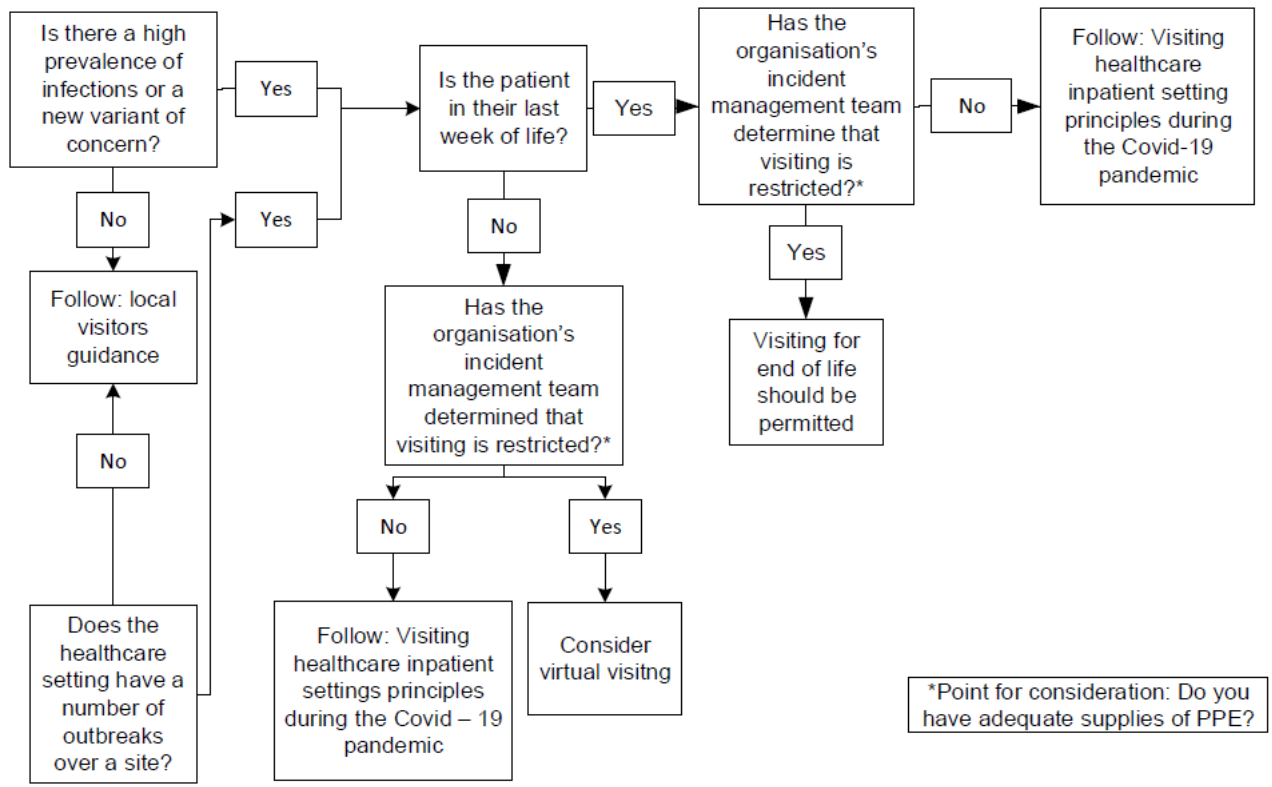 Is there a high
prevalence of
infections or a
new variant of
concern?
Yes
Is the patient
in their last
week of life?
Yes
Has the
organisation’s
incident
management team
determine that
visiting is
restricted?*
No
Follow: Visiting
healthcare
inpatient setting
principles during
the Covid-19
pandemic
No
Yes
No
Yes
Follow: local
visitors
guidance
Has the
organisation’s
incident
management team
determined that
visiting is restricted?*
Visiting for
end of life
should be
permitted
No
No
Yes
Does the
healthcare
setting have a
number of
outbreaks
over a site?
Follow: Visiting
healthcare inpatient
settings principles
during the Covid – 19
pandemic
Consider
virtual visitng
*Point for consideration: Do you
have adequate supplies of PPE?